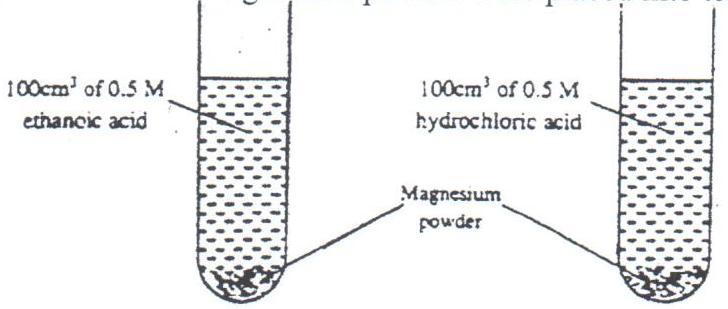 100cm³ of 0.5 M
ethanoic acid
100cm³ of 0.5 M
hydrochloric acid
Magnesium
powder